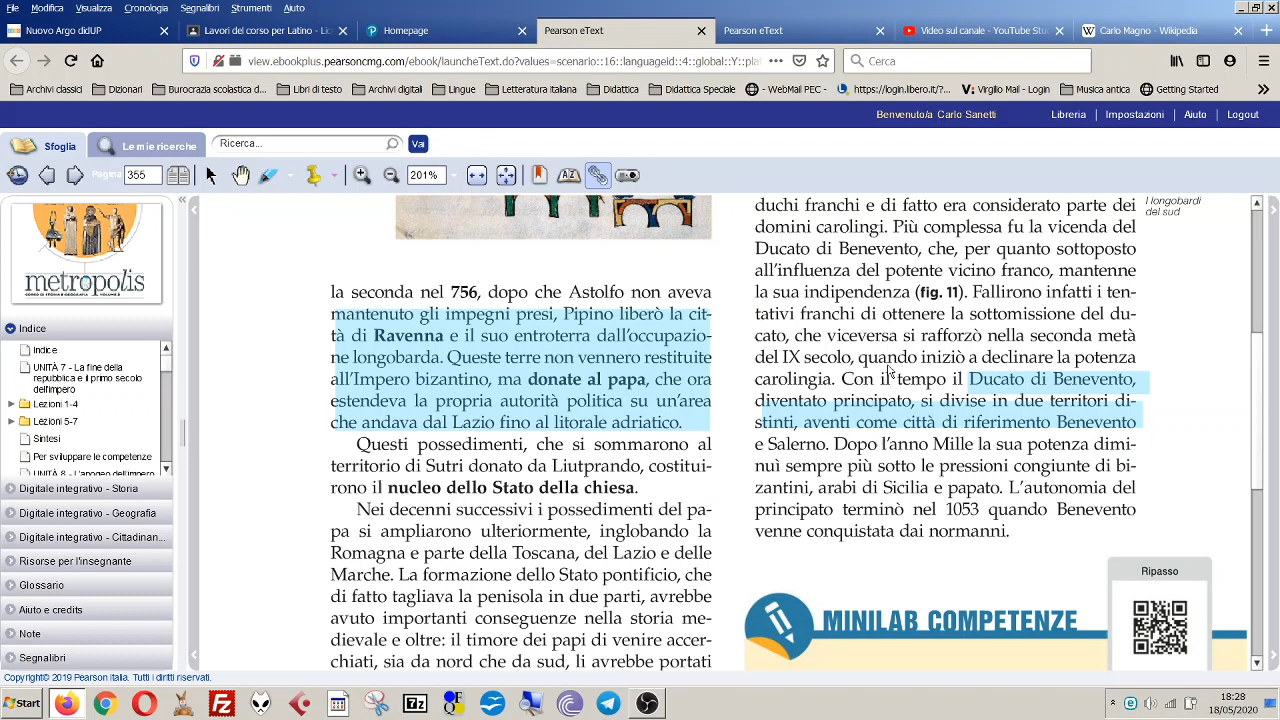 File Modifica Visualizza Cronologia Segnalibri Strumenti Aiuto
Nuovo Argo didUP
Lavori del corso per Latino - Lic
Homepage
Pearson eText
Pearson eText
Video sul canale - YouTube Stu
Carlo Magno - Wikipedia
view.ebookplus.pearsoncmg.com/ebook/launcheText.do?values=scenario::16::languageid::4::global::Y::plat
Cerca
Archivi classici
Dizionari
Burocrazia scolastica d...
Libri di testo
Archivi digitali
Lingue
Letteratura italiana
Didattica
Didattica Speciale
- WebMail PEC -
https://login.libero.it/?...
Virgilio Mail - Login
Musica antica
Getting Started
Benvenuto/a Carlo Sanetti
Libreria
Impostazioni
Aiuto
Logout
Sfoglia
Le mie ricerche
Ricerca...
Vai
Pagina 355
201%
metropolis
Indice
Indice
UNITÀ 7 - La fine della
repubblica e il primo secolo
dell'impero
Lezioni 1-4
Lezioni 5-7
Sintesi
Per sviluppare le competenze
UNITÀ 8 - L'apogeo dell'impero
Digitale integrativo - Storia
Digitale integrativo - Geografia
Digitale integrativo - Cittadinan...
Risorse per l'insegnante
Glossario
Aiuto e crediti
Note
Segnalibri
la seconda nel 756, dopo che Astolfo non aveva
mantenuto gli impegni presi, Pipino liberò la cit-
tà di Ravenna e il suo entroterra dall'occupazio-
ne longobarda. Queste terre non vennero restituite
all'Impero bizantino, ma donate al papa, che ora
estendeva la propria autorità politica su un'area
che andava dal Lazio fino al litorale adriatico.
Questi possedimenti, che si sommarono al
territorio di Sutri donato da Liutprando, costitui-
rono il nucleo dello Stato della chiesa.
Nei decenni successivi i possedimenti del pa-
pa si ampliarono ulteriormente, inglobando la
Romagna e parte della Toscana, del Lazio e delle
Marche. La formazione dello Stato pontificio, che
di fatto tagliava la penisola in due parti, avrebbe
avuto importanti conseguenze nella storia me-
dievale e oltre: il timore dei papi di venire accer-
chiati, sia da nord che da sud, li avrebbe portati
duchi franchi e di fatto era considerato parte dei
domini carolingi. Più complessa fu la vicenda del
Ducato di Benevento, che, per quanto sottoposto
all'influenza del potente vicino franco, mantenne
la sua indipendenza (fig. 11). Fallirono infatti i ten-
tativi franchi di ottenere la sottomissione del du-
cato, che viceversa si rafforzò nella seconda metà
del IX secolo, quando iniziò a declinare la potenza
carolingia. Con il tempo il Ducato di Benevento,
diventato principato, si divise in due territori di-
stinti, aventi come città di riferimento Benevento
e Salerno. Dopo l'anno Mille la sua potenza dimi-
nuì sempre più sotto le pressioni congiunte di bi-
zantini, arabi di Sicilia e papato. L'autonomia del
principato terminò nel 1053 quando Benevento
venne conquistata dai normanni.
I longobardi
del sud
Ripasso
MINILAB COMPETENZE
Copyright© 2019 Pearson Italia. Tutti i diritti riservati.
Start
18:28
18/05/2020